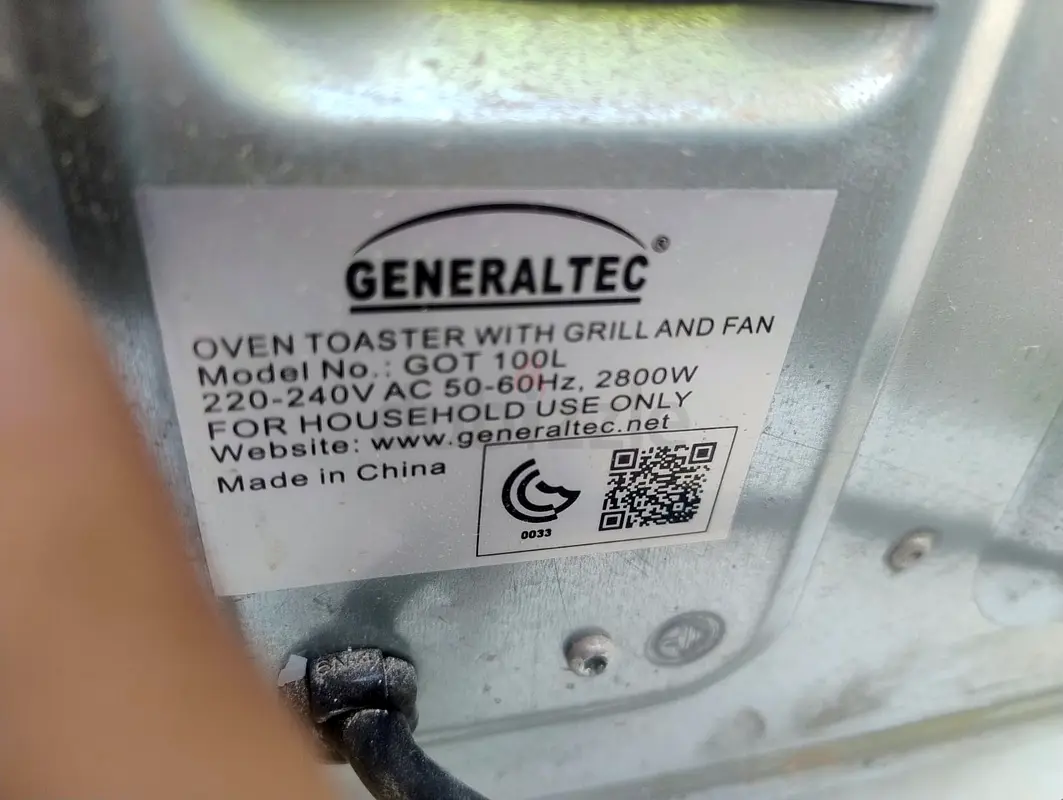 GENERALTEC®
OVEN TOASTER WITH GRILL AND FAN
Model No.: GOT 100L
220-240V AC 50-60Hz, 2800W
FOR HOUSEHOLD USE ONLY
Website: www.generaltec.net
Made in China
0033